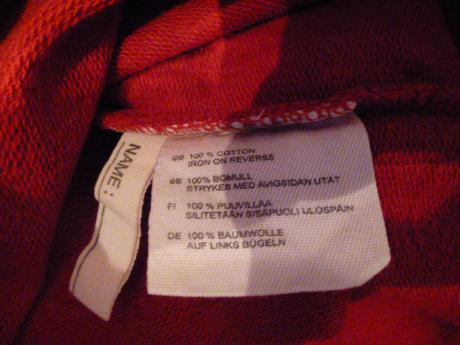 NAME:
GB 100% COTTON
IRON ON REVERSE
SE 100% BOMULL
STRYKES MED AVIGSIDAN UTÅT
FI 100% PUUVILLAA
SILITETÄÄN SISÄPUOLI ULOSPÄIN
DE 100% BAUMWOLLE
AUF LINKS BÜGELN